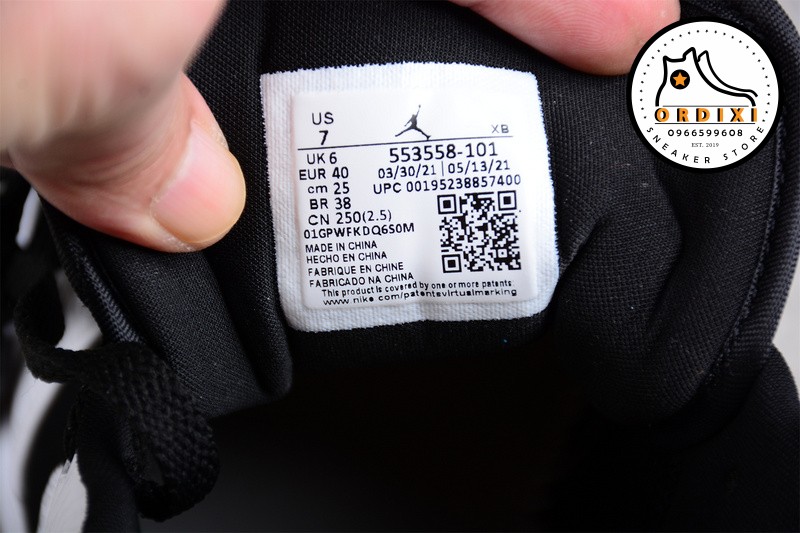 US
7
XB
UK 6
553558-101
EUR 40
03/30/21 | 05/13/21
cm 25
UPC 00195238857400
BR 38
CN 250(2.5)
01GPWFKDQ6S0M
MADE IN CHINA
HECHO EN CHINA
FABRIQUE EN CHINE
FABRICADO NA CHINA
This product is covered by one or more patents
www.nike.com/patentsvirtualmarking
ORDIXI
0966599608
EST. 2019
SNEAKER STORE